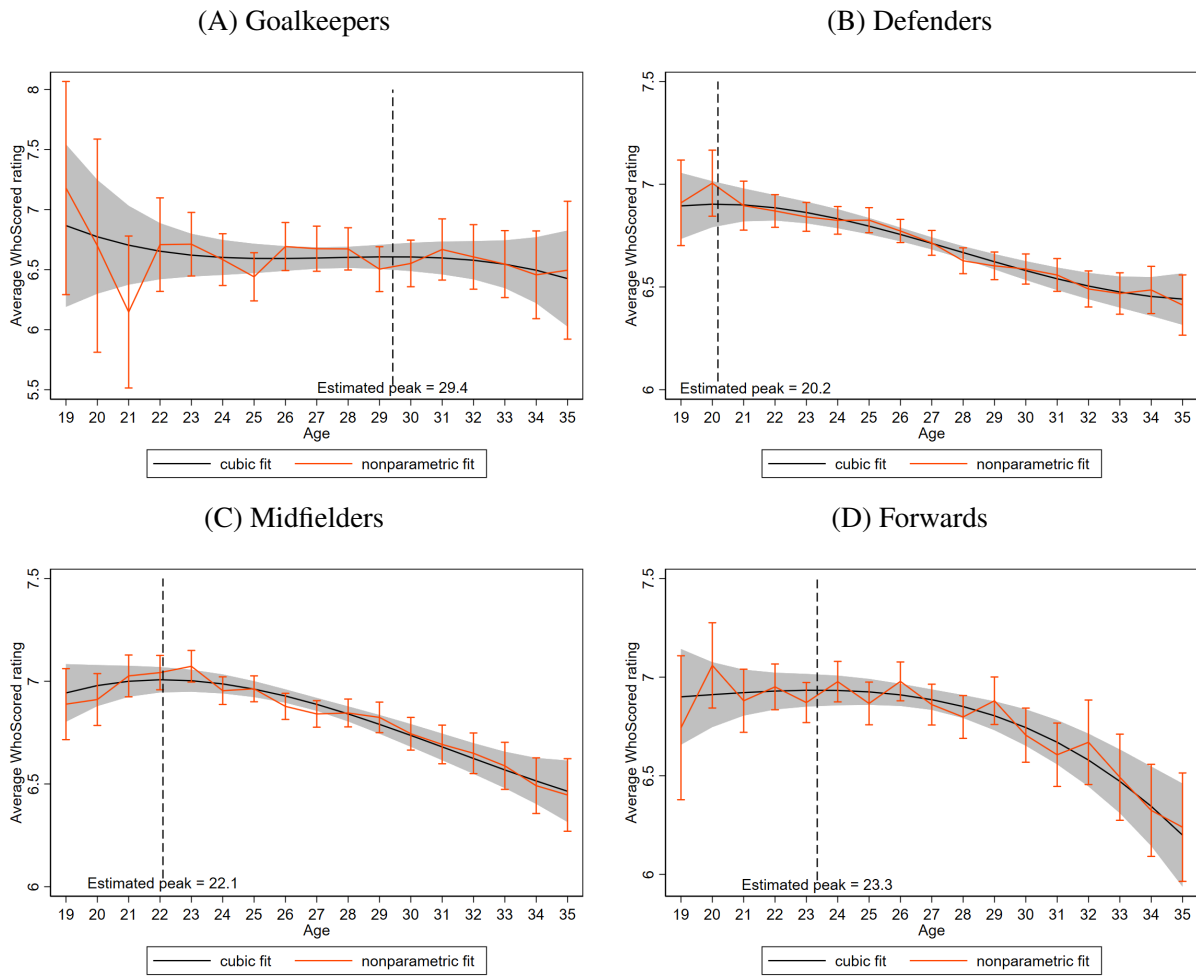 (A) Goalkeepers
Average WhoScored rating
8
7.5
7
6.5
6
5.5
Estimated peak = 29.4
19 20 21 22 23 24 25 26 27 28 29 30 31 32 33 34 35
Age
cubic fit nonparametric fit
(B) Defenders
Average WhoScored rating
7.5
7
6.5
6
Estimated peak = 20.2
19 20 21 22 23 24 25 26 27 28 29 30 31 32 33 34 35
Age
cubic fit nonparametric fit
(C) Midfielders
Average WhoScored rating
7.5
7
6.5
6
Estimated peak = 22.1
19 20 21 22 23 24 25 26 27 28 29 30 31 32 33 34 35
Age
cubic fit nonparametric fit
(D) Forwards
Average WhoScored rating
7.5
7
6.5
6
Estimated peak = 23.3
19 20 21 22 23 24 25 26 27 28 29 30 31 32 33 34 35
Age
cubic fit nonparametric fit